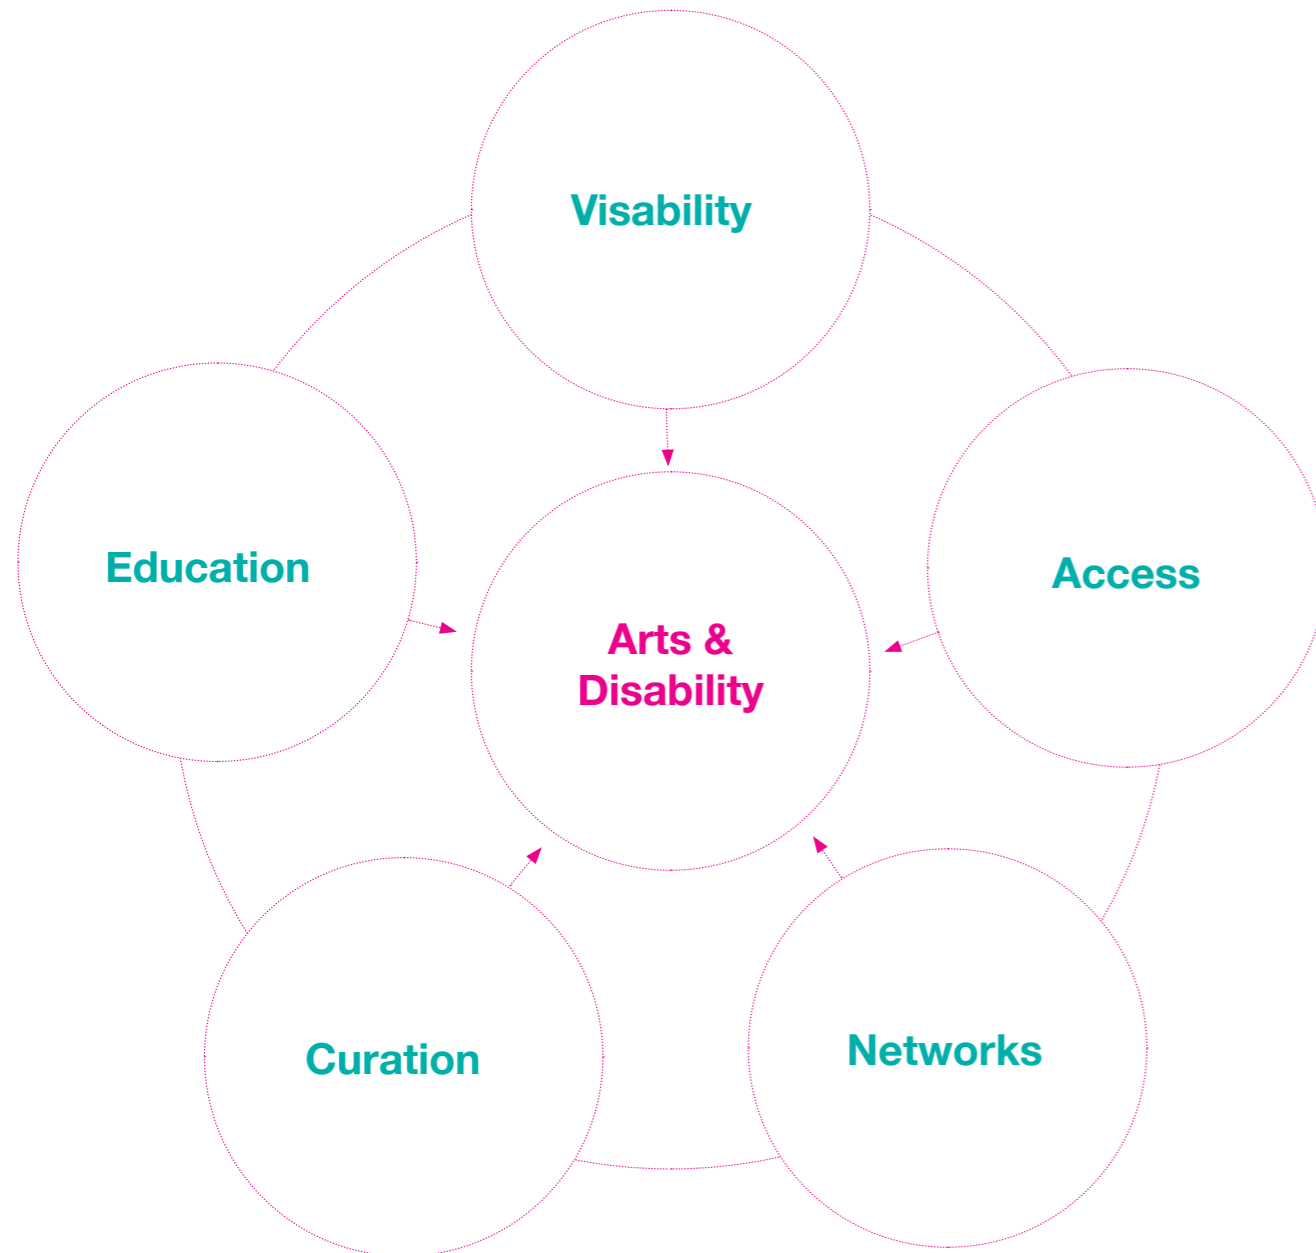 Visability
Education
Access
Arts &
Disability
Curation
Networks